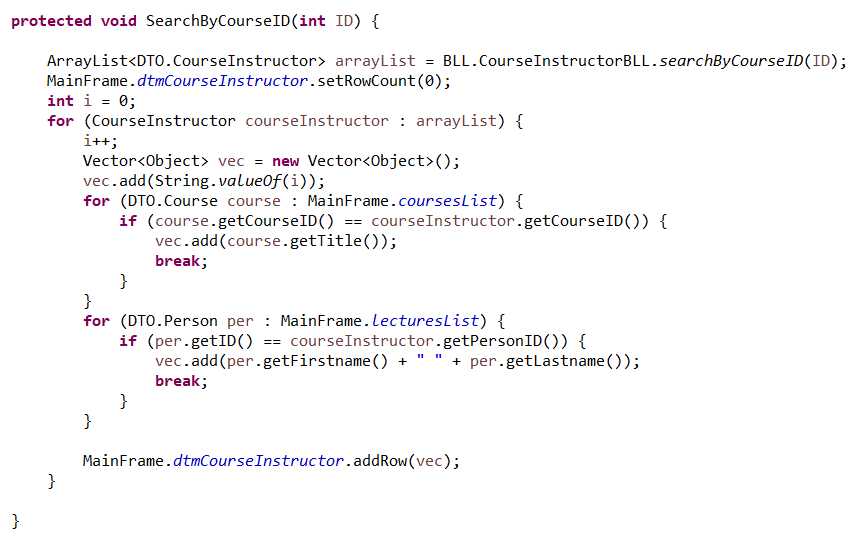 protected void SearchByCourseID(int ID) {
ArrayList<DTO.CourseInstructor> arrayList = BLL.CourseInstructorBLL.searchByCourseID(ID);
MainFrame.dtmCourseInstructor.setRowCount(0);
int i = 0;
for (CourseInstructor courseInstructor : arrayList) {
i++;
Vector<Object> vec = new Vector<Object>();
vec.add(String.valueOf(i));
for (DTO.Course course : MainFrame.coursesList) {
if (course.getCourseID() == courseInstructor.getCourseID()) {
vec.add(course.getTitle());
break;
}
}
for (DTO.Person per : MainFrame.lecturesList) {
if (per.getID() == courseInstructor.getPersonID()) {
vec.add(per.getFirstname() + " " + per.getLastname());
break;
}
}
MainFrame.dtmCourseInstructor.addRow(vec);
}
}